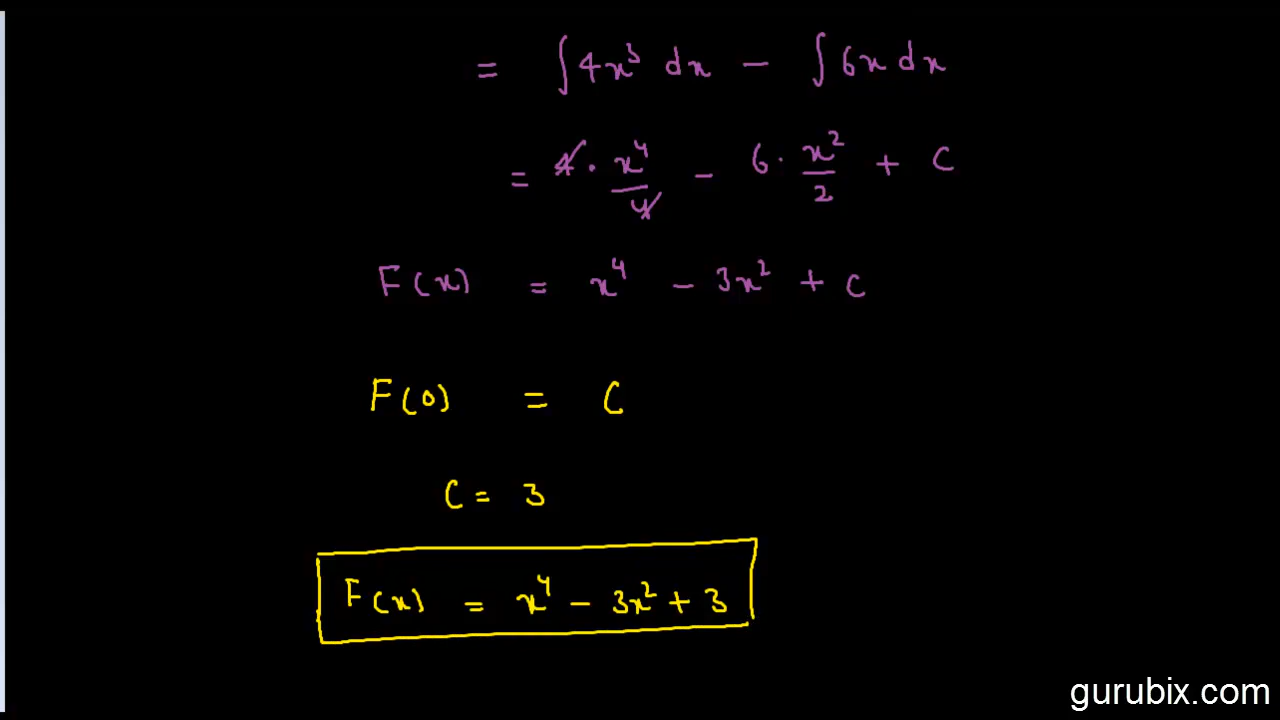 = ∫4x³ dx − ∫6x dx
= 4 · x⁴/4 − 6 · x²/2 + C
F(x) = x⁴ − 3x² + C
F(0) = C
C = 3
F(x) = x⁴ − 3x² + 3
gurubix.com